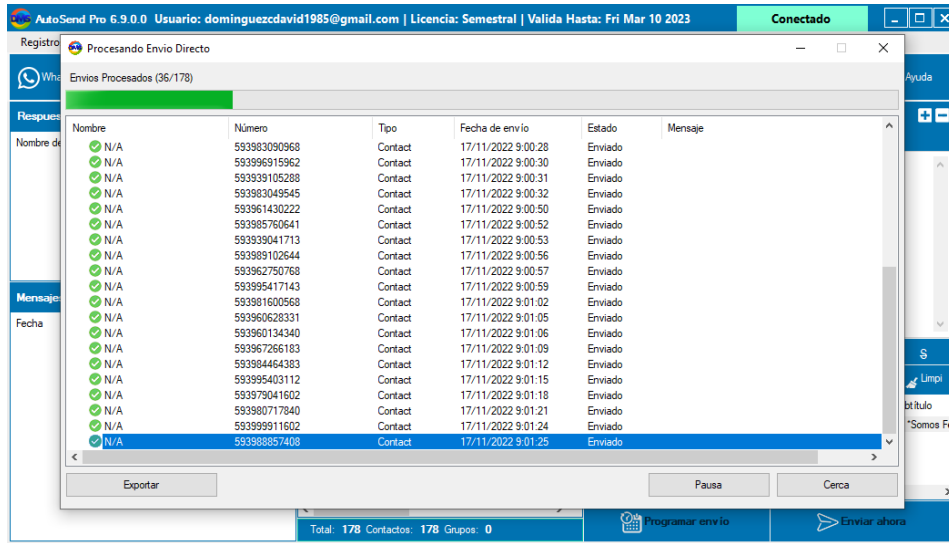 DMS AutoSend Pro 6.9.0.0 Usuario: dominguezcdavid1985@gmail.com | Licencia: Semestral | Valida Hasta: Fri Mar 10 2023 Conectado
Registro
Procesando Envio Directo
Wha
Envios Procesados (36/178)
Ayuda
Respues
Nombre de
Nombre Número Tipo Fecha de envío Estado Mensaje
N/A 593983090968 Contact 17/11/2022 9:00:28 Enviado
N/A 593996915962 Contact 17/11/2022 9:00:30 Enviado
N/A 593939105288 Contact 17/11/2022 9:00:31 Enviado
N/A 593983049545 Contact 17/11/2022 9:00:32 Enviado
N/A 593961430222 Contact 17/11/2022 9:00:50 Enviado
N/A 593985760641 Contact 17/11/2022 9:00:52 Enviado
N/A 593939041713 Contact 17/11/2022 9:00:53 Enviado
N/A 593989102644 Contact 17/11/2022 9:00:56 Enviado
N/A 593962750768 Contact 17/11/2022 9:00:57 Enviado
N/A 593995417143 Contact 17/11/2022 9:00:59 Enviado
N/A 593981600568 Contact 17/11/2022 9:01:02 Enviado
N/A 593960628331 Contact 17/11/2022 9:01:05 Enviado
N/A 593960134340 Contact 17/11/2022 9:01:06 Enviado
N/A 593967266183 Contact 17/11/2022 9:01:09 Enviado
N/A 593984464383 Contact 17/11/2022 9:01:12 Enviado
N/A 593995403112 Contact 17/11/2022 9:01:15 Enviado
N/A 593979041602 Contact 17/11/2022 9:01:18 Enviado
N/A 593980717840 Contact 17/11/2022 9:01:21 Enviado
N/A 593999911602 Contact 17/11/2022 9:01:24 Enviado
N/A 593988857408 Contact 17/11/2022 9:01:25 Enviado
Mensaje
Fecha
S
Limpi
btítulo
"Somos Fe
Exportar Pausa Cerca
Total: 178 Contactos: 178 Grupos: 0
Programar envío Enviar ahora